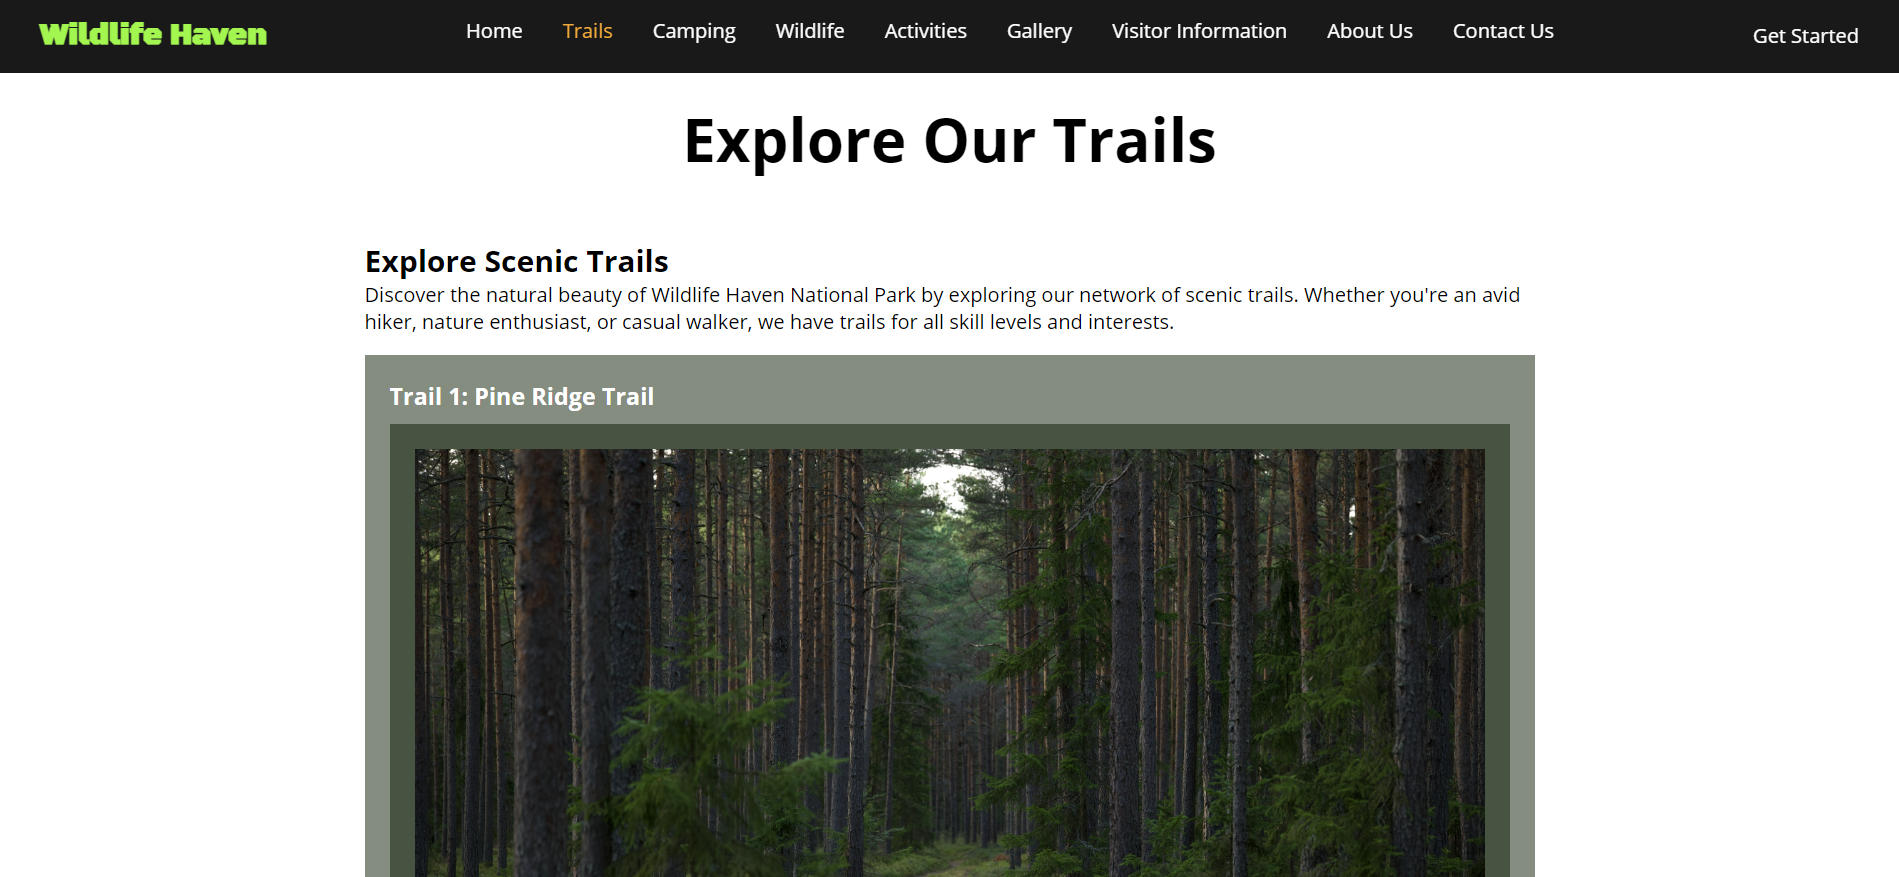 Wildlife Haven
Home Trails Camping Wildlife Activities Gallery Visitor Information About Us Contact Us
Get Started
Explore Our Trails
Explore Scenic Trails
Discover the natural beauty of Wildlife Haven National Park by exploring our network of scenic trails. Whether you're an avid
hiker, nature enthusiast, or casual walker, we have trails for all skill levels and interests.
Trail 1: Pine Ridge Trail